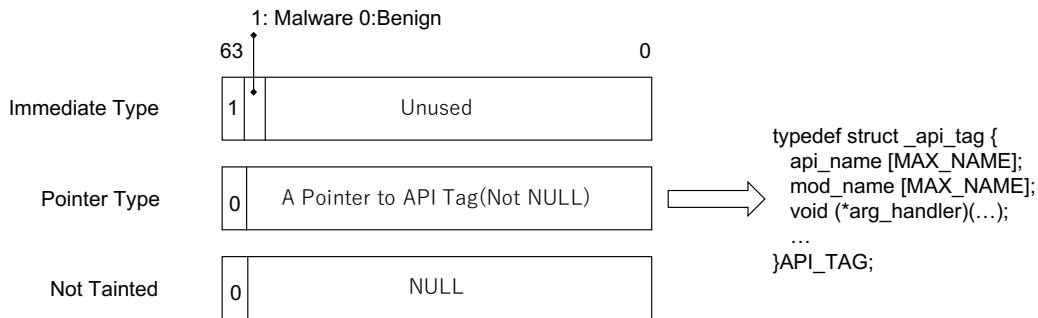 1: Malware 0:Benign
63 0
Immediate Type 1 Unused
Pointer Type 0 A Pointer to API Tag(Not NULL)
Not Tainted 0 NULL
typedef struct _api_tag {
api_name [MAX_NAME];
mod_name [MAX_NAME];
void (*arg_handler)(…);
…
}API_TAG;